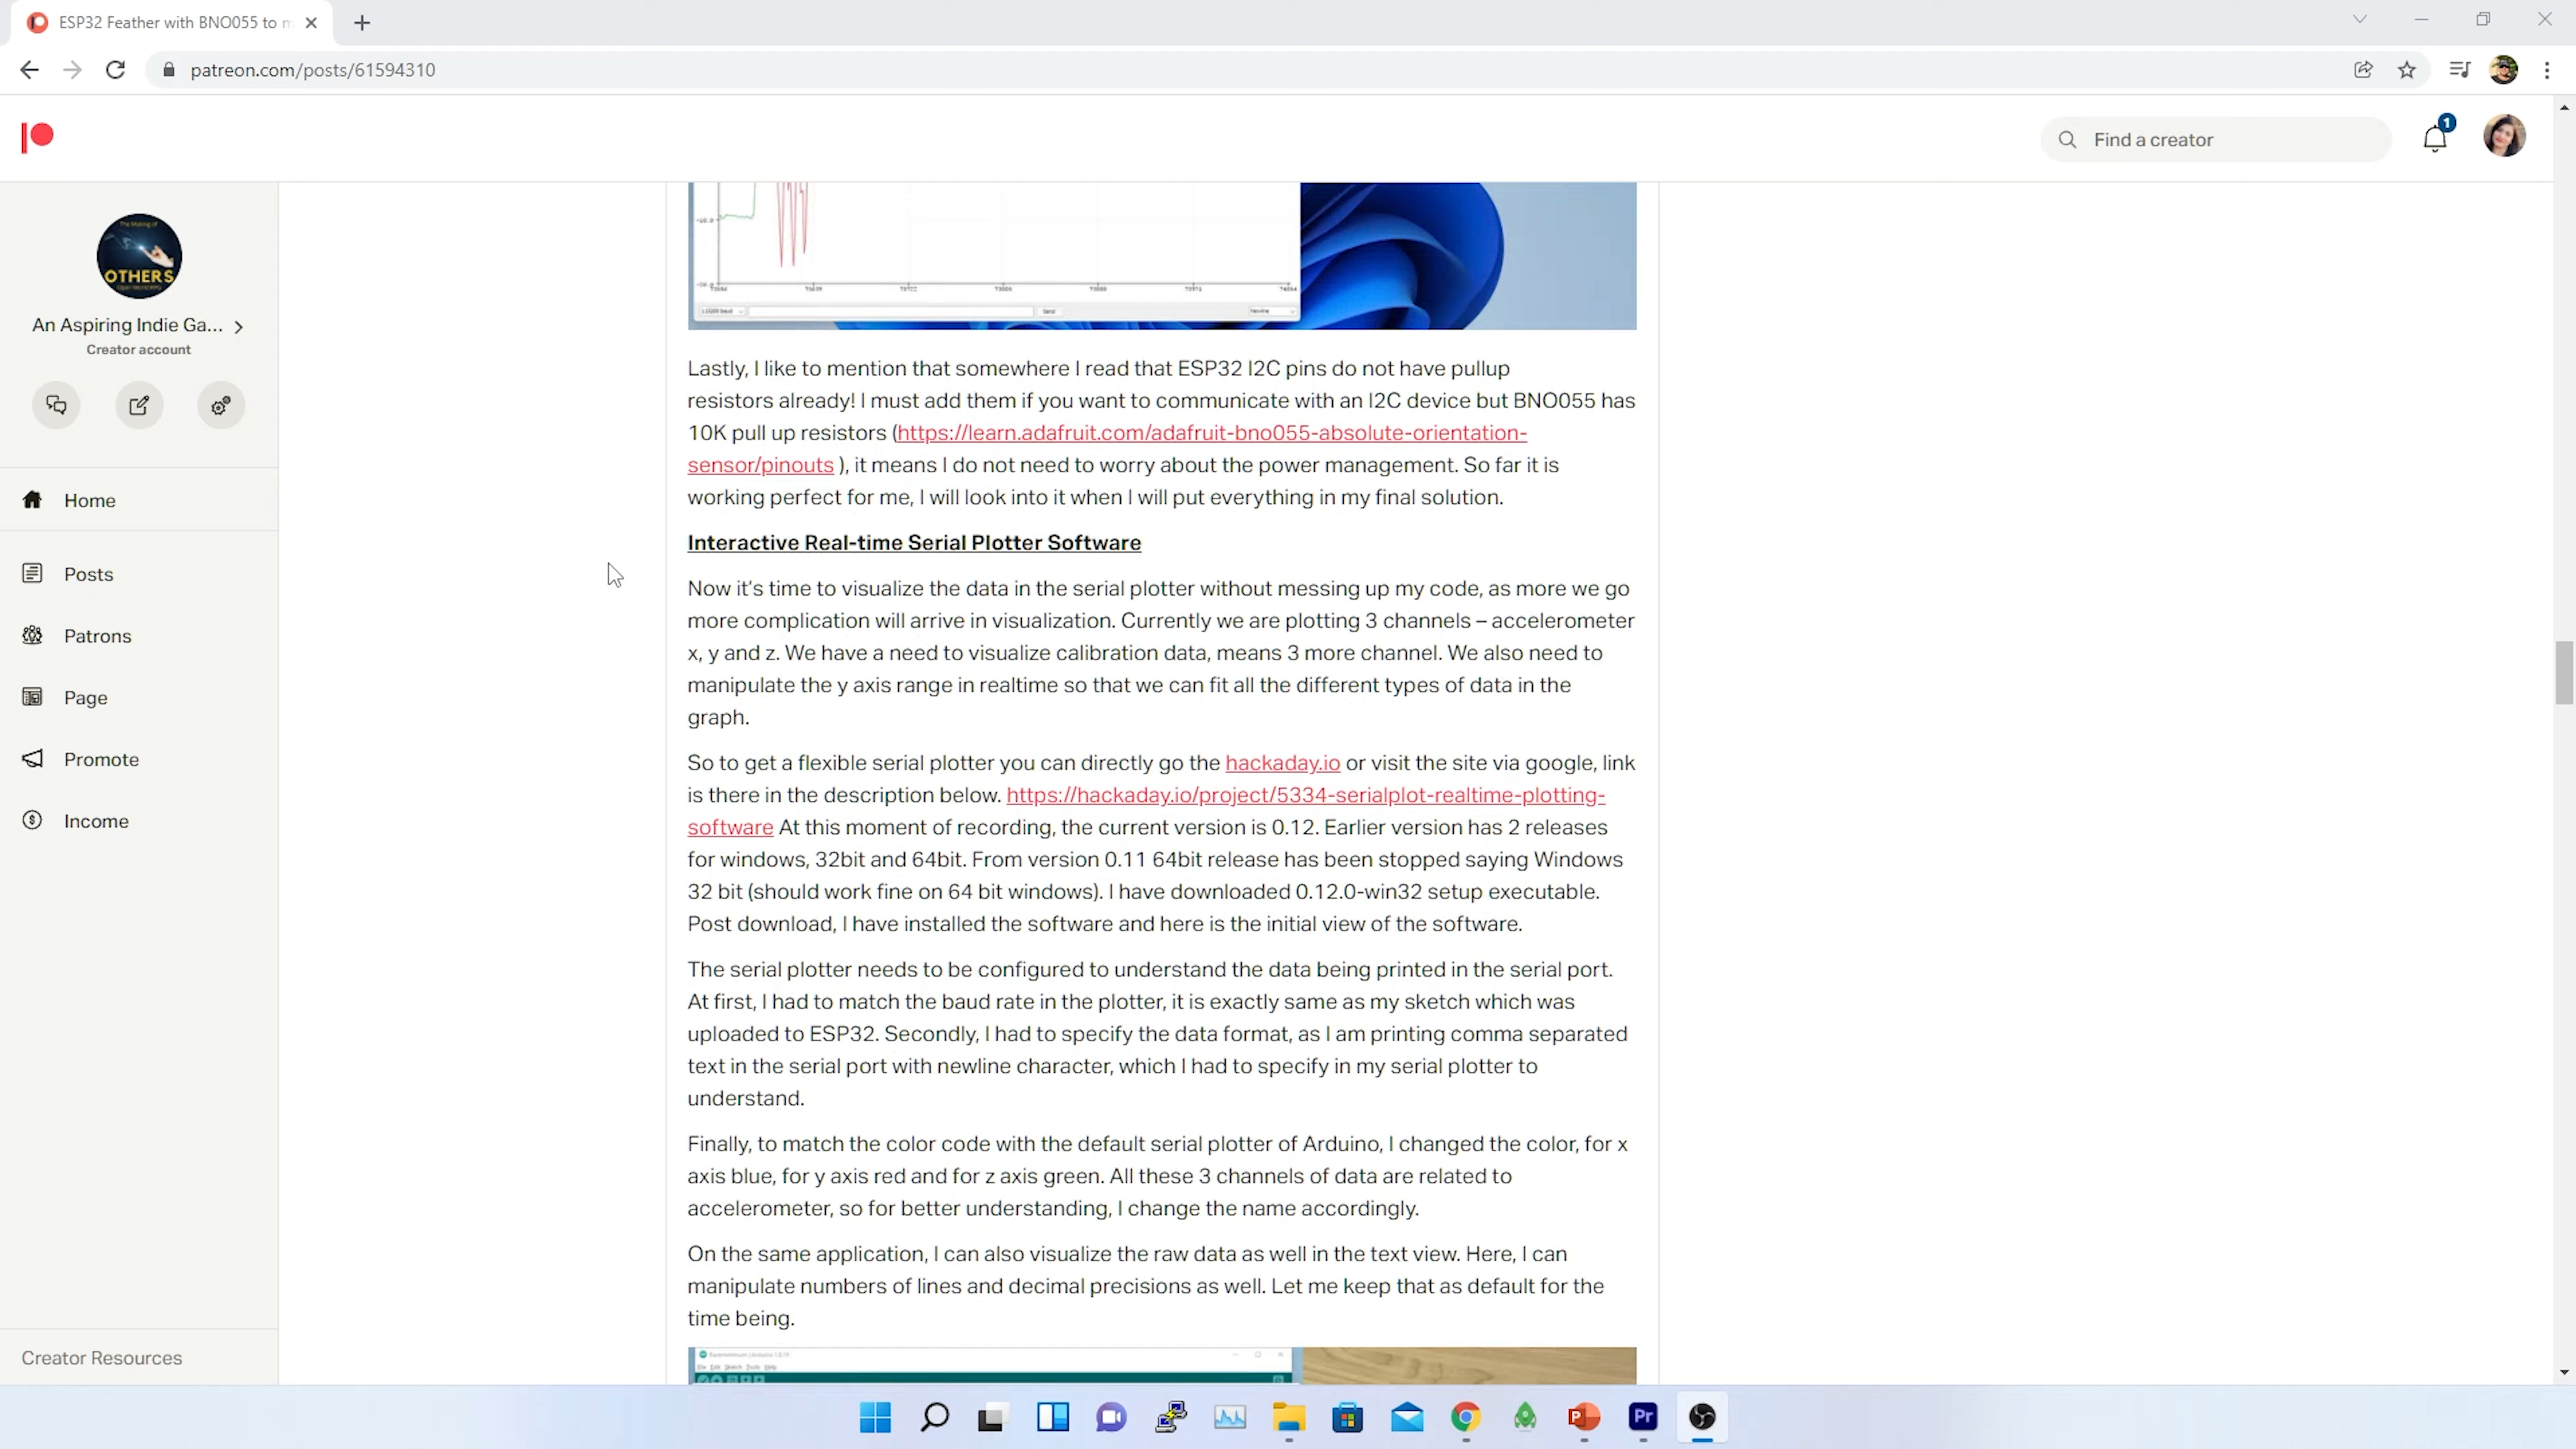 ESP32 Feather with BNO055 to m
patreon.com/posts/61594310
Find a creator
1
The Making of
OTHERS
An Aspiring Indie Ga...
Creator account
Home
Posts
Patrons
Page
Promote
Income
Creator Resources
-10.0
115200 baud
Send
Newline
Lastly, I like to mention that somewhere I read that ESP32 I2C pins do not have pullup
resistors already! I must add them if you want to communicate with an I2C device but BNO055 has
10K pull up resistors (https://learn.adafruit.com/adafruit-bno055-absolute-orientation-
sensor/pinouts ), it means I do not need to worry about the power management. So far it is
working perfect for me, I will look into it when I will put everything in my final solution.
Interactive Real-time Serial Plotter Software
Now it's time to visualize the data in the serial plotter without messing up my code, as more we go
more complication will arrive in visualization. Currently we are plotting 3 channels – accelerometer
x, y and z. We have a need to visualize calibration data, means 3 more channel. We also need to
manipulate the y axis range in realtime so that we can fit all the different types of data in the
graph.
So to get a flexible serial plotter you can directly go the hackaday.io or visit the site via google, link
is there in the description below. https://hackaday.io/project/5334-serialplot-realtime-plotting-
software At this moment of recording, the current version is 0.12. Earlier version has 2 releases
for windows, 32bit and 64bit. From version 0.11 64bit release has been stopped saying Windows
32 bit (should work fine on 64 bit windows). I have downloaded 0.12.0-win32 setup executable.
Post download, I have installed the software and here is the initial view of the software.
The serial plotter needs to be configured to understand the data being printed in the serial port.
At first, I had to match the baud rate in the plotter, it is exactly same as my sketch which was
uploaded to ESP32. Secondly, I had to specify the data format, as I am printing comma separated
text in the serial port with newline character, which I had to specify in my serial plotter to
understand.
Finally, to match the color code with the default serial plotter of Arduino, I changed the color, for x
axis blue, for y axis red and for z axis green. All these 3 channels of data are related to
accelerometer, so for better understanding, I change the name accordingly.
On the same application, I can also visualize the raw data as well in the text view. Here, I can
manipulate numbers of lines and decimal precisions as well. Let me keep that as default for the
time being.
File Edit Sketch Tools Help
P
Pr